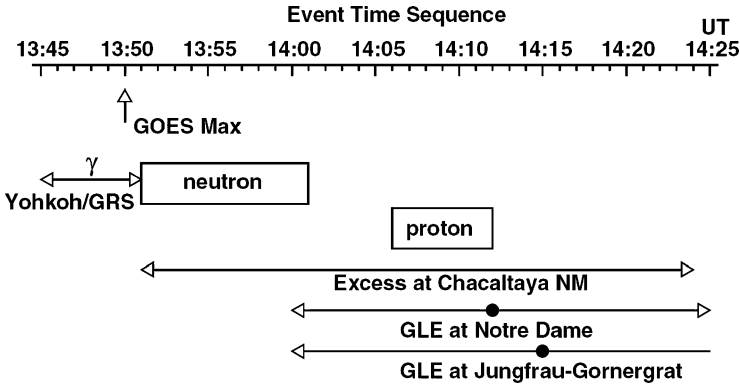 Event Time Sequence
UT
13:45 13:50 13:55 14:00 14:05 14:10 14:15 14:20 14:25
GOES Max
γ
Yohkoh/GRS
neutron
proton
Excess at Chacaltaya NM
GLE at Notre Dame
GLE at Jungfrau-Gornergrat